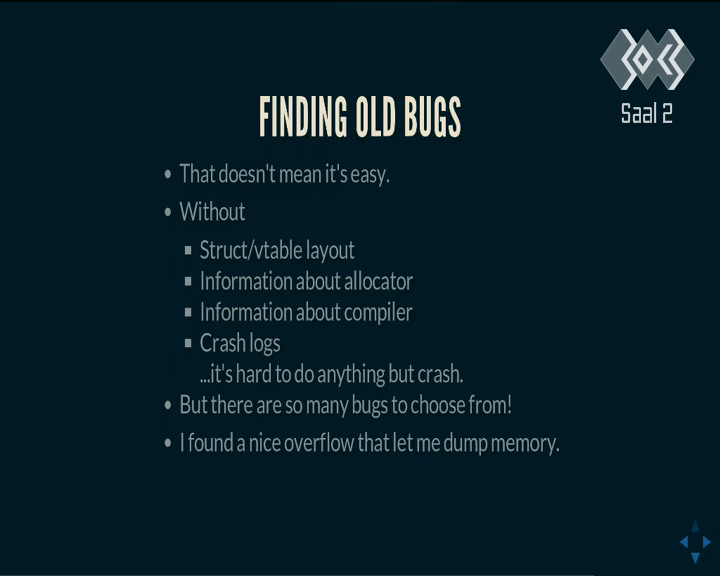 Saal 2
FINDING OLD BUGS
• That doesn't mean it's easy.
• Without
▪ Struct/vtable layout
▪ Information about allocator
▪ Information about compiler
▪ Crash logs
...it's hard to do anything but crash.
• But there are so many bugs to choose from!
• I found a nice overflow that let me dump memory.